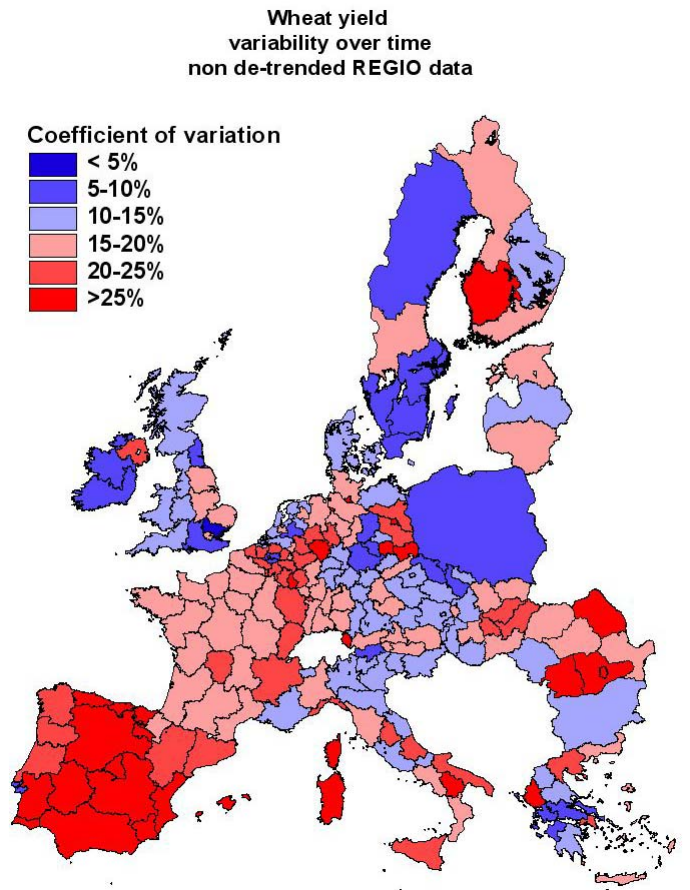 Wheat yield
variability over time
non de-trended REGIO data
Coefficient of variation
< 5%
5-10%
10-15%
15-20%
20-25%
>25%